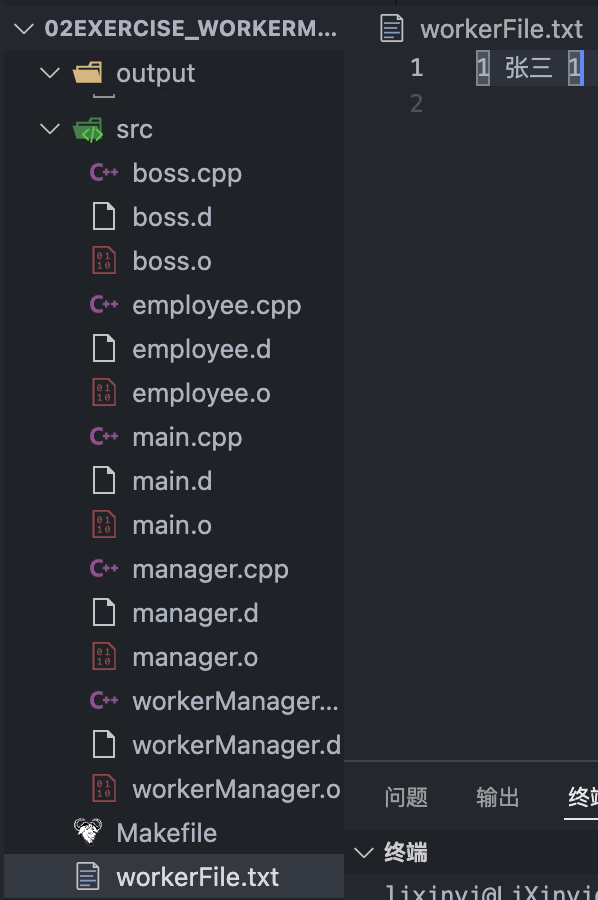 02EXERCISE_WORKERM...
output
src
C++ boss.cpp
boss.d
boss.o
C++ employee.cpp
employee.d
employee.o
C++ main.cpp
main.d
main.o
C++ manager.cpp
manager.d
manager.o
C++ workerManager...
workerManager.d
workerManager.o
Makefile
workerFile.txt
workerFile.txt
1 1 张三 1
2
问题 输出 终端
终端
lixinyi@LiXinyi